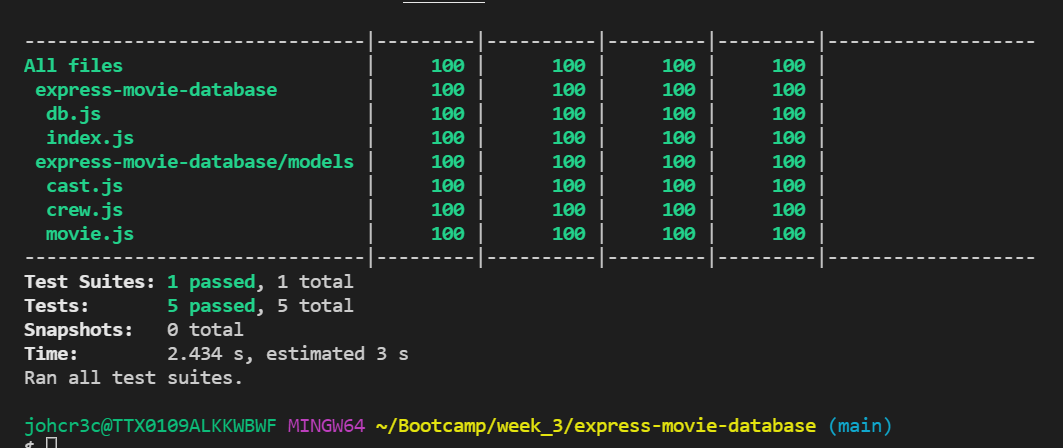 -------------------------------|---------|----------|---------|---------|-------------------
All files                      |     100 |      100 |     100 |     100 |
 express-movie-database        |     100 |      100 |     100 |     100 |
  db.js                        |     100 |      100 |     100 |     100 |
  index.js                     |     100 |      100 |     100 |     100 |
 express-movie-database/models |     100 |      100 |     100 |     100 |
  cast.js                      |     100 |      100 |     100 |     100 |
  crew.js                      |     100 |      100 |     100 |     100 |
  movie.js                     |     100 |      100 |     100 |     100 |
-------------------------------|---------|----------|---------|---------|-------------------
Test Suites: 1 passed, 1 total
Tests:       5 passed, 5 total
Snapshots:   0 total
Time:        2.434 s, estimated 3 s
Ran all test suites.
johcr3c@TTX0109ALKKWBWF MINGW64 ~/Bootcamp/week_3/express-movie-database (main)
$